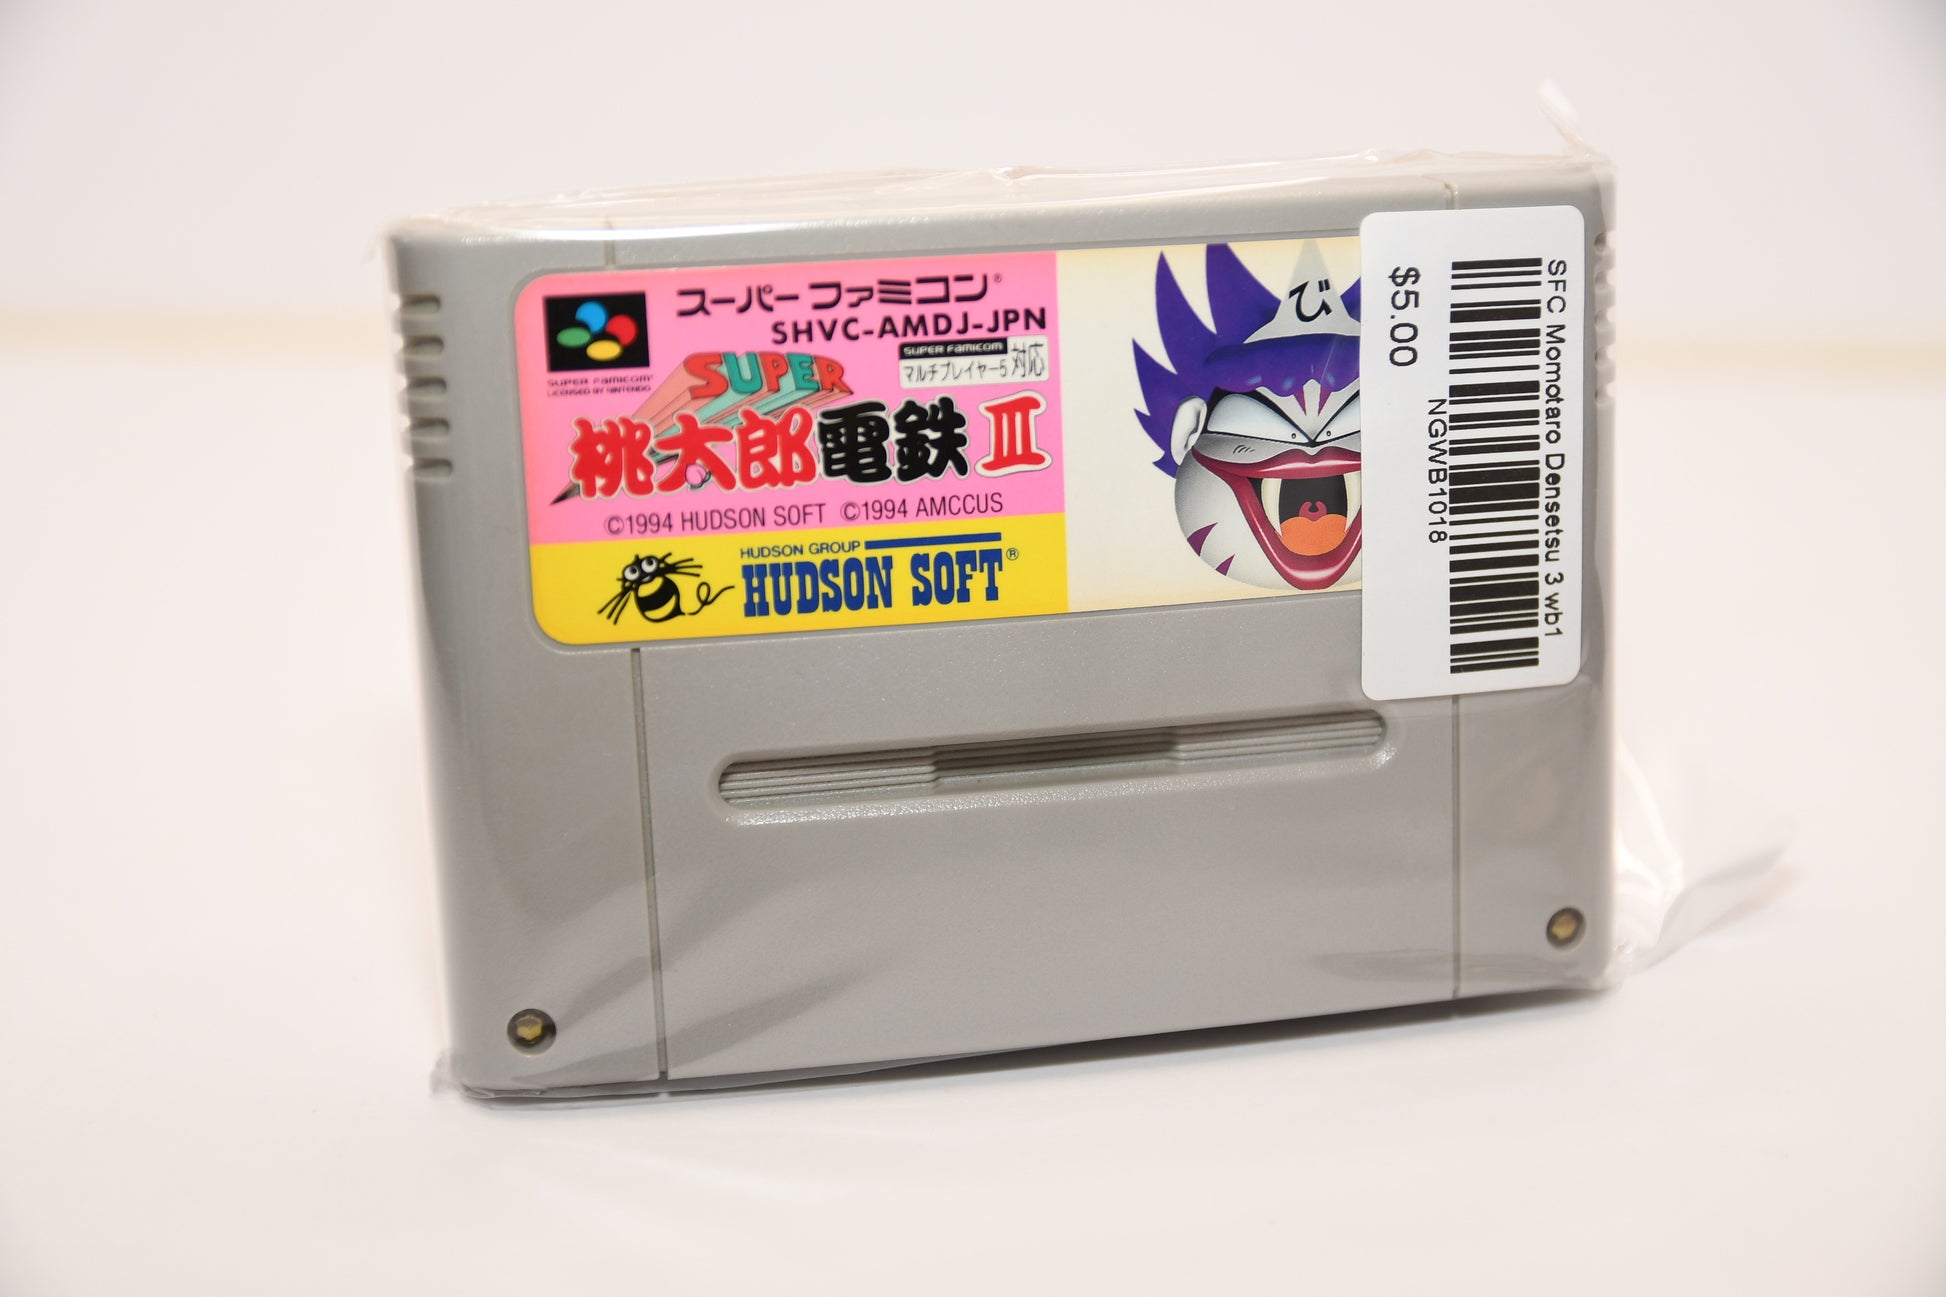 スーパーファミコン®
SHVC-AMDJ-JPN
SUPER FAMICOM
LICENSED BY NINTENDO
SUPER FAMICOM
マルチプレイヤー5対応
SUPER
桃太郎電鉄III
©1994 HUDSON SOFT ©1994 AMCCUS
HUDSON GROUP
HUDSON SOFT®
び
SFC Momotaro Densetsu 3 wb1
NGWB1018
$5.00